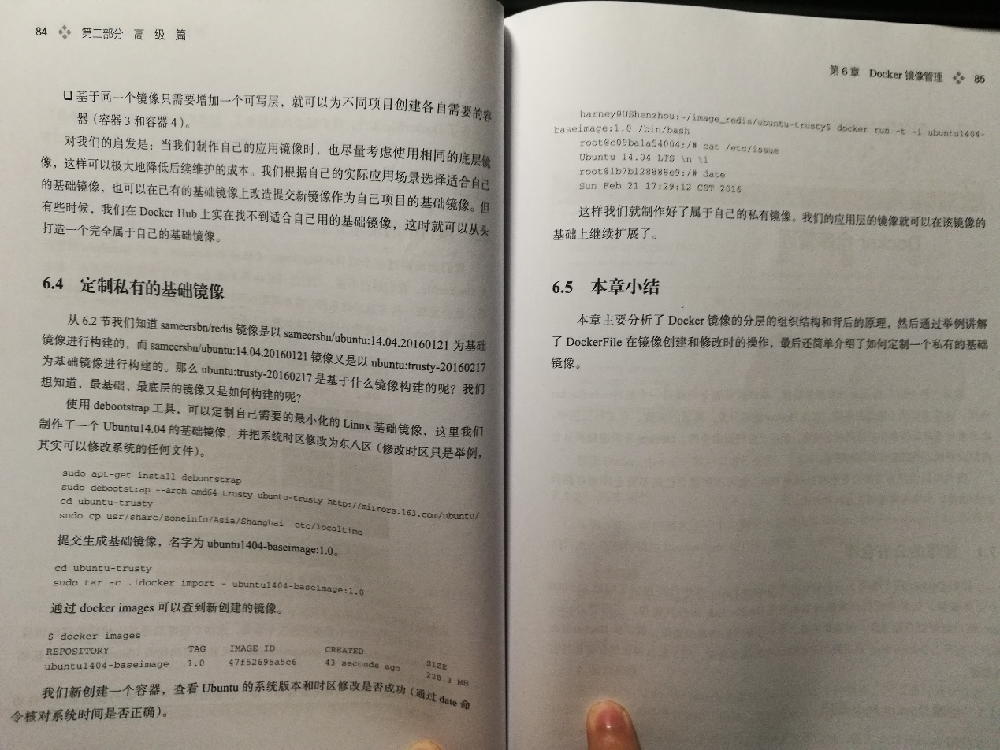 84 第二部分 高 级 篇
❑ 基于同一个镜像只需要增加一个可写层，就可以为不同项目创建各自需要的容
器（容器 3 和容器 4）。
对我们的启发是：当我们制作自己的应用镜像时，也尽量考虑使用相同的底层镜
像，这样可以极大地降低后续维护的成本。我们根据自己的实际应用场景选择适合自己
的基础镜像，也可以在已有的基础镜像上改造提交新镜像作为自己项目的基础镜像。但
有些时候，我们在 Docker Hub 上实在找不到适合自己用的基础镜像，这时就可以从头
打造一个完全属于自己的基础镜像。
6.4 定制私有的基础镜像
从 6.2 节我们知道 sameersbn/redis 镜像是以 sameersbn/ubuntu:14.04.20160121 为基础
镜像进行构建的，而 sameersbn/ubuntu:14.04.20160121 镜像又是以 ubuntu:trusty-20160217
为基础镜像进行构建的。那么 ubuntu:trusty-20160217 是基于什么镜像构建的呢？我们
想知道，最基础、最底层的镜像又是如何构建的呢？
使用 debootstrap 工具，可以定制自己需要的最小化的 Linux 基础镜像，这里我们
制作了一个 Ubuntu14.04 的基础镜像，并把系统时区修改为东八区（修改时区只是举例，
其实可以修改系统的任何文件）。
sudo apt-get install debootstrap
sudo debootstrap --arch amd64 trusty ubuntu-trusty http://mirrors.163.com/ubuntu/
cd ubuntu-trusty
sudo cp usr/share/zoneinfo/Asia/Shanghai etc/localtime
提交生成基础镜像，名字为 ubuntu1404-baseimage:1.0。
cd ubuntu-trusty
sudo tar -c .|docker import - ubuntu1404-baseimage:1.0
通过 docker images 可以查到新创建的镜像。
$ docker images
REPOSITORY TAG IMAGE ID CREATED SIZE
ubuntu1404-baseimage 1.0 47f52695a5c6 43 seconds ago 228.3 MB
我们新创建一个容器，查看 Ubuntu 的系统版本和时区修改是否成功（通过 date 命
令核对系统时间是否正确）。
第 6 章 Docker 镜像管理 85
harney@UShenzhou:~/image_redis/ubuntu-trusty$ docker run -t -i ubuntu1404-
baseimage:1.0 /bin/bash
root@c09ba1a54004:/# cat /etc/issue
Ubuntu 14.04 LTS \n \l
root@1b7b128888e9:/# date
Sun Feb 21 17:29:12 CST 2016
这样我们就制作好了属于自己的私有镜像。我们的应用层的镜像就可以在该镜像的
基础上继续扩展了。
6.5 本章小结
本章主要分析了 Docker 镜像的分层的组织结构和背后的原理，然后通过举例讲解
了 DockerFile 在镜像创建和修改时的操作，最后还简单介绍了如何定制一个私有的基础
镜像。